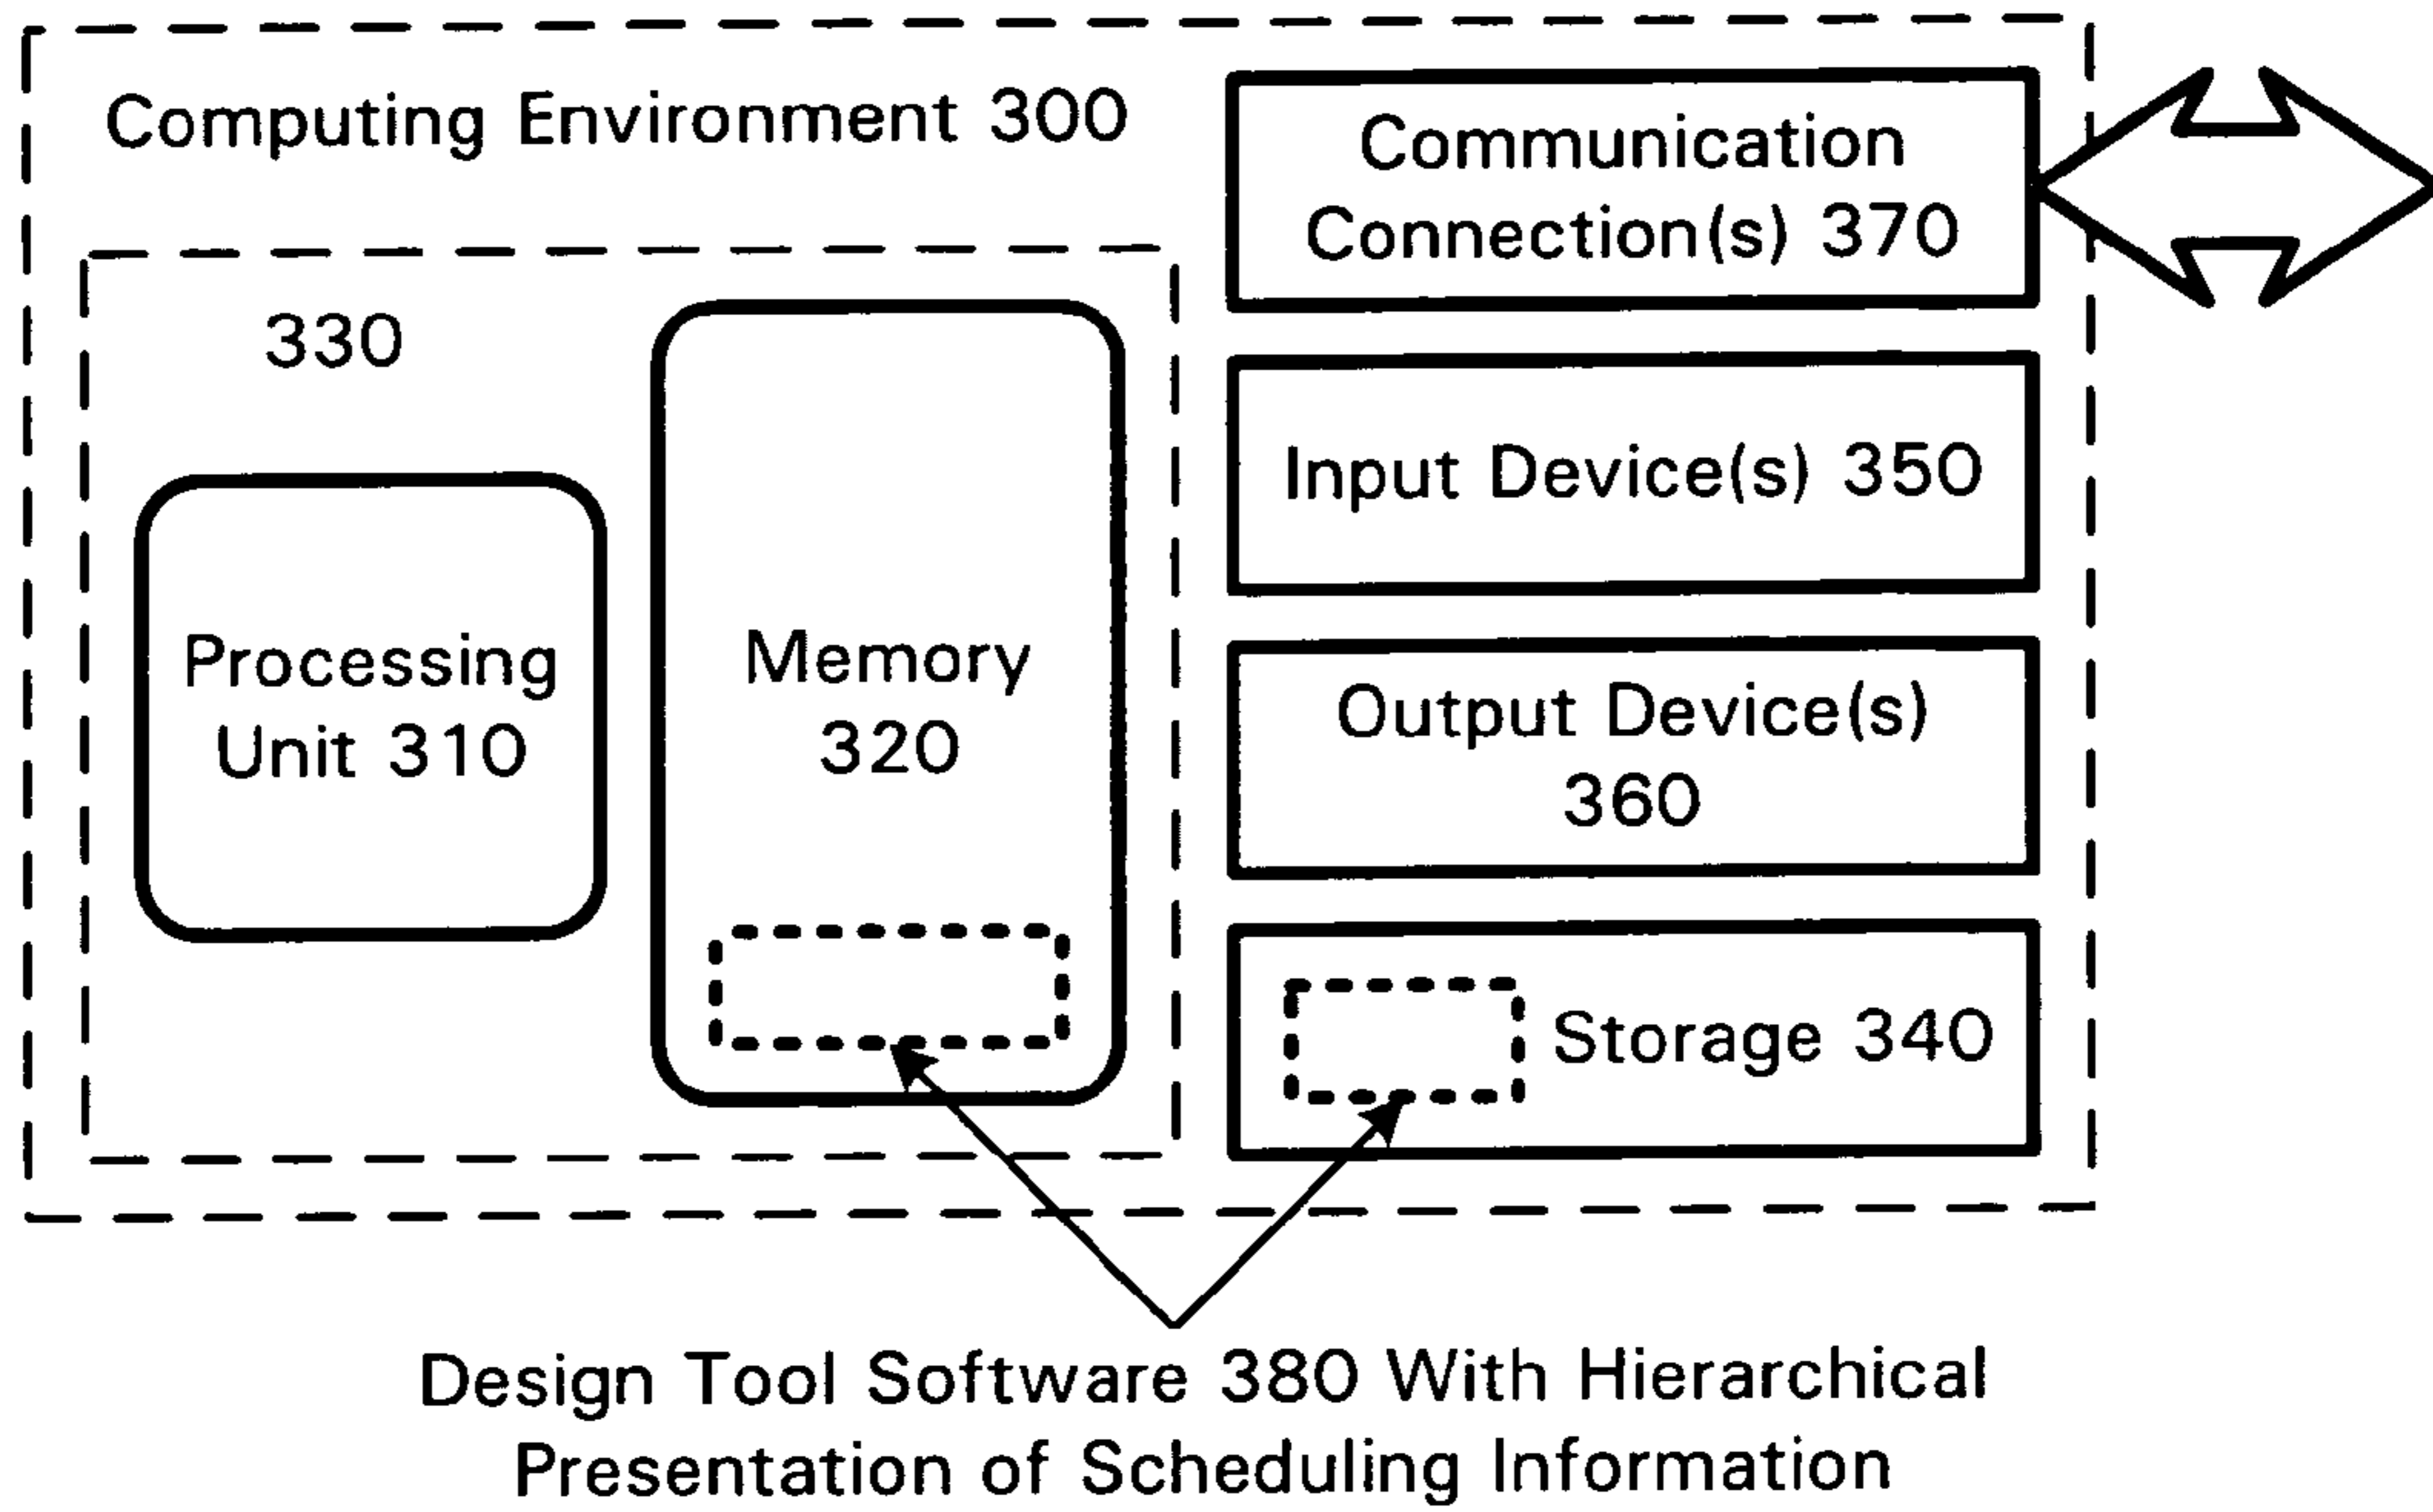 Computing Environment 300
330
Processing
Unit 310
Memory
320
Communication
Connection(s) 370
Input Device(s) 350
Output Device(s)
360
Storage 340
Design Tool Software 380 With Hierarchical
Presentation of Scheduling Information